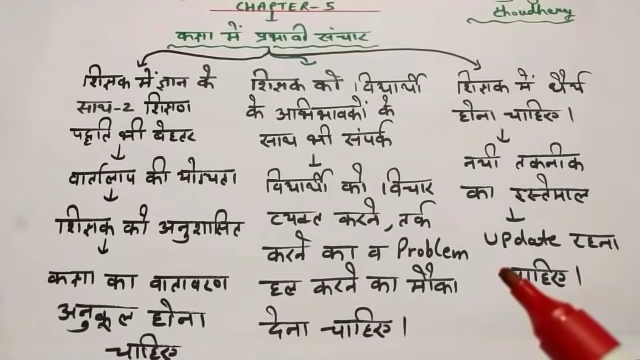 CHAPTER-5
Choudhary
कक्षा में प्रभावी संचार
शिक्षक में ज्ञान के
साथ-2 शिक्षण
पद्दति भी बेहतर
वार्तालाप की योग्यता
शिक्षक को अनुशासित
कक्षा का वातावरण
अनुकूल होना
चाहिए
शिक्षक को विद्यार्थी
के अभिभावकों के
साथ भी संपर्क
विद्यार्थी को विचार
व्यक्त करने, तर्क
करने का व Problem
हल करने का मौका
देना चाहिए।
शिक्षक में धैर्य
होना चाहिए।
नयी तकनीक
का इस्तेमाल
Update रहना
चाहिए।